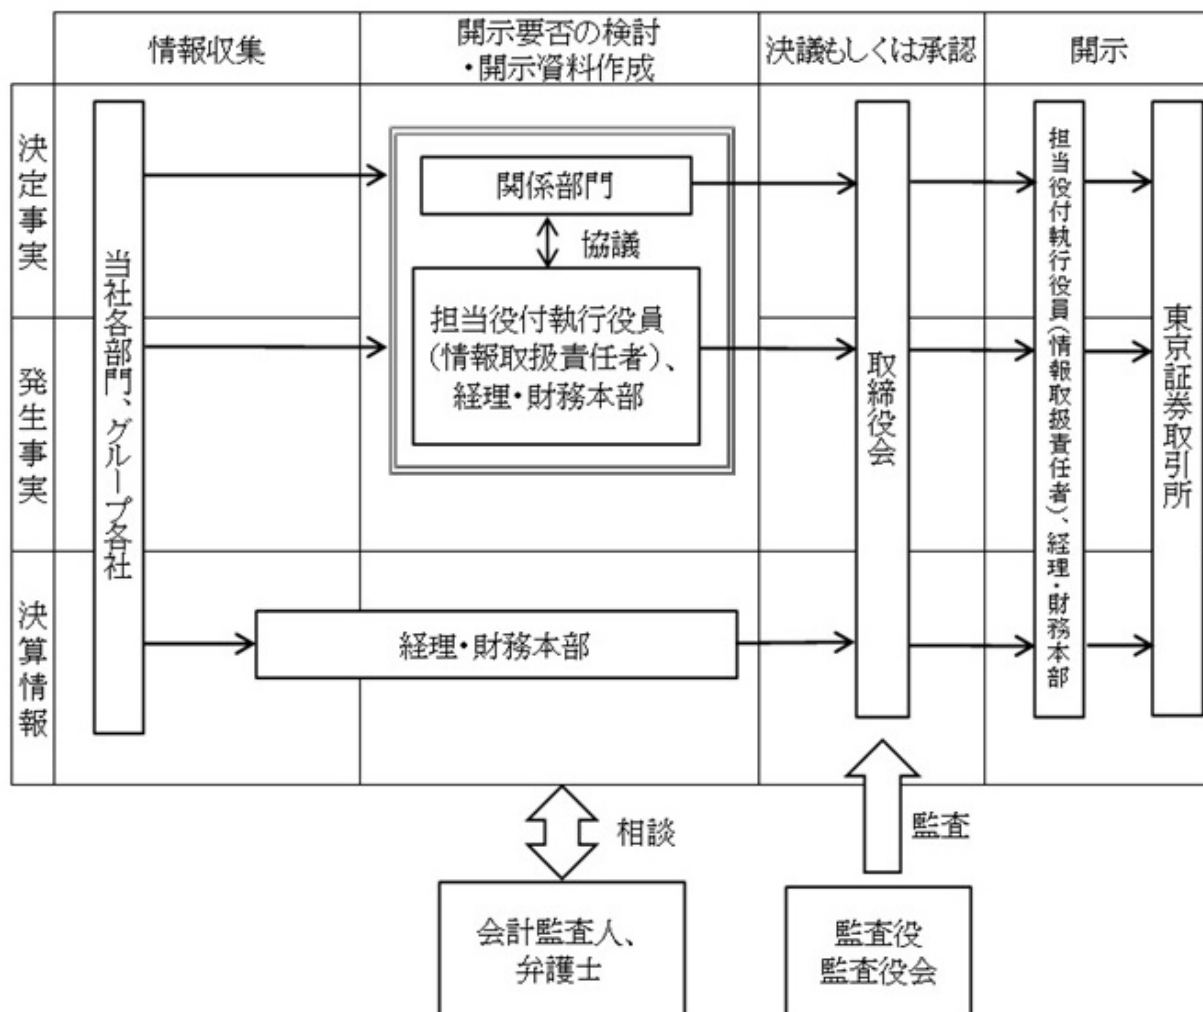 情報収集
開示要否の検討
・開示資料作成
決議もしくは承認
開示
決定事実
発生事実
決算情報
当社各部門、グループ各社
関係部門
協議
担当役付執行役員
(情報取扱責任者)、
経理・財務本部
経理・財務本部
取締役会
担当役付執行役員(情報取扱責任者)、経理・財務本部
東京証券取引所
相談
監査
会計監査人、
弁護士
監査役
監査役会